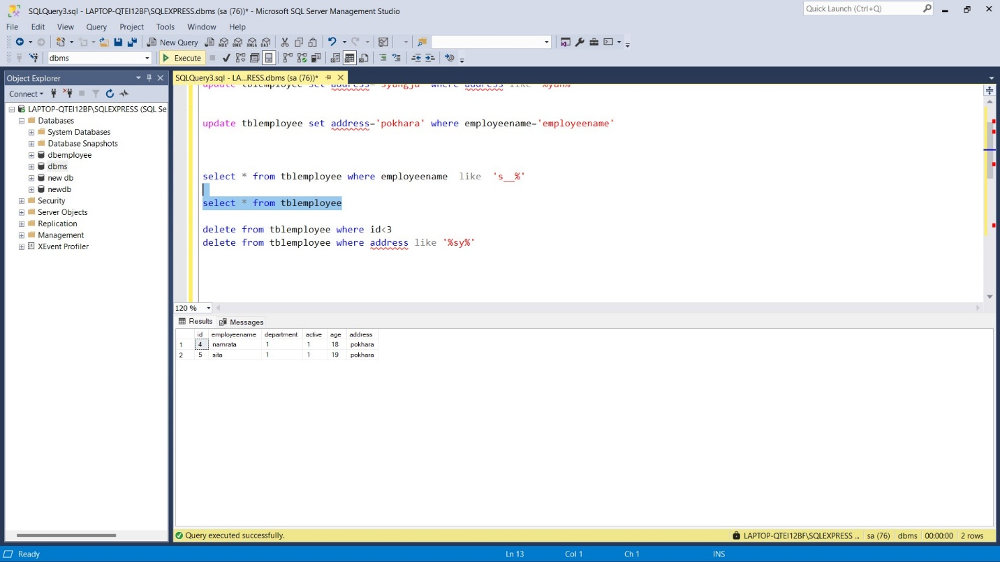 SQLQuery3.sql - LAPTOP-QTEI12BF\SQLEXPRESS.dbms (sa (76))* - Microsoft SQL Server Management Studio
Quick Launch (Ctrl+Q)
File Edit View Query Project Tools Window Help
New Query
MDX DMX XMLA DAX
dbms
Execute
Object Explorer
SQLQuery3.sql - LA...RESS.dbms (sa (76))*
Connect
LAPTOP-QTEI12BF\SQLEXPRESS (SQL Se
Databases
System Databases
Database Snapshots
dbemployee
dbms
new db
newdb
Security
Server Objects
Replication
Management
XEvent Profiler
update tblemployee set address='syangja' where address like '%yan%'
update tblemployee set address='pokhara' where employeename='employeename'
select * from tblemployee where employeename  like  's__%'
select * from tblemployee
delete from tblemployee where id<3
delete from tblemployee where address like '%sy%'
120 %
Results Messages
id employeename department active age address
1 4 namrata 1 1 18 pokhara
2 5 sita 1 1 19 pokhara
Query executed successfully.
LAPTOP-QTEI12BF\SQLEXPRESS ... sa (76) dbms 00:00:00 2 rows
Ready
Ln 13 Col 1 Ch 1 INS